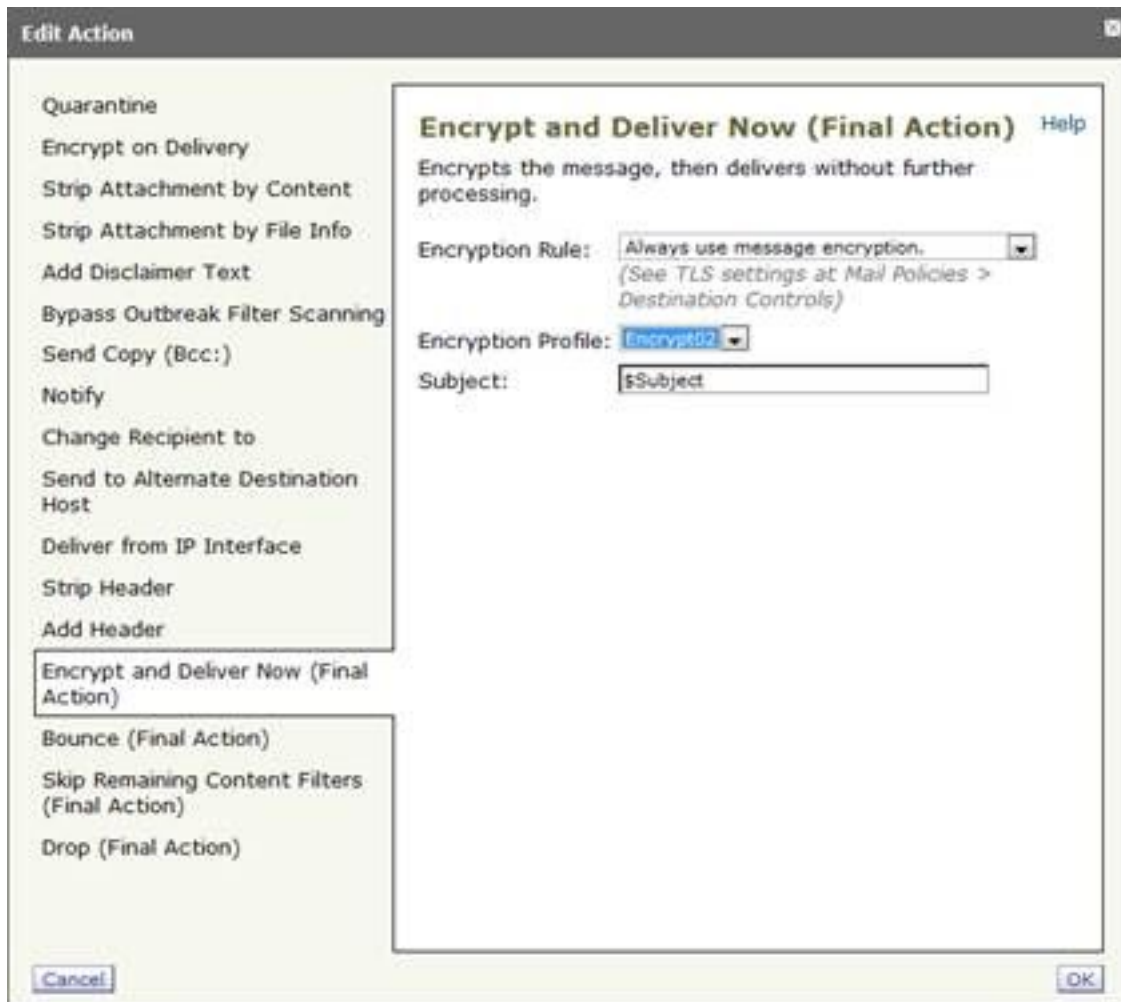 Edit Action
Quarantine
Encrypt on Delivery
Strip Attachment by Content
Strip Attachment by File Info
Add Disclaimer Text
Bypass Outbreak Filter Scanning
Send Copy (Bcc:)
Notify
Change Recipient to
Send to Alternate Destination
Host
Deliver from IP Interface
Strip Header
Add Header
Encrypt and Deliver Now (Final
Action)
Bounce (Final Action)
Skip Remaining Content Filters
(Final Action)
Drop (Final Action)
Encrypt and Deliver Now (Final Action)
Help
Encrypts the message, then delivers without further
processing.
Encryption Rule: Always use message encryption.
(See TLS settings at Mail Policies >
Destination Controls)
Encryption Profile: Encrypt02
Subject: $Subject
Cancel
OK